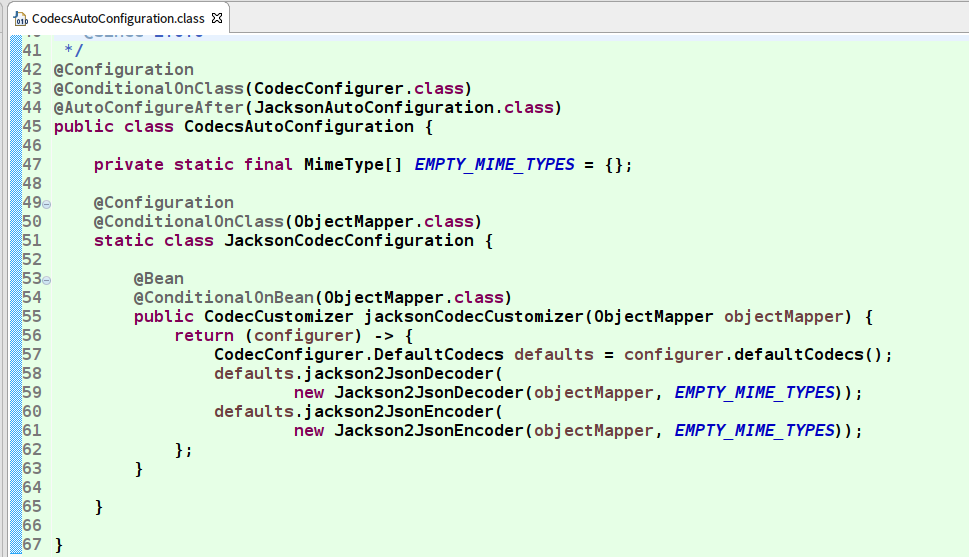 CodecsAutoConfiguration.class
41  */
42 @Configuration
43 @ConditionalOnClass(CodecConfigurer.class)
44 @AutoConfigureAfter(JacksonAutoConfiguration.class)
45 public class CodecsAutoConfiguration {
46
47     private static final MimeType[] EMPTY_MIME_TYPES = {};
48
49     @Configuration
50     @ConditionalOnClass(ObjectMapper.class)
51     static class JacksonCodecConfiguration {
52
53         @Bean
54         @ConditionalOnBean(ObjectMapper.class)
55         public CodecCustomizer jacksonCodecCustomizer(ObjectMapper objectMapper) {
56             return (configurer) -> {
57                 CodecConfigurer.DefaultCodecs defaults = configurer.defaultCodecs();
58                 defaults.jackson2JsonDecoder(
59                         new Jackson2JsonDecoder(objectMapper, EMPTY_MIME_TYPES));
60                 defaults.jackson2JsonEncoder(
61                         new Jackson2JsonEncoder(objectMapper, EMPTY_MIME_TYPES));
62             };
63         }
64
65     }
66
67 }